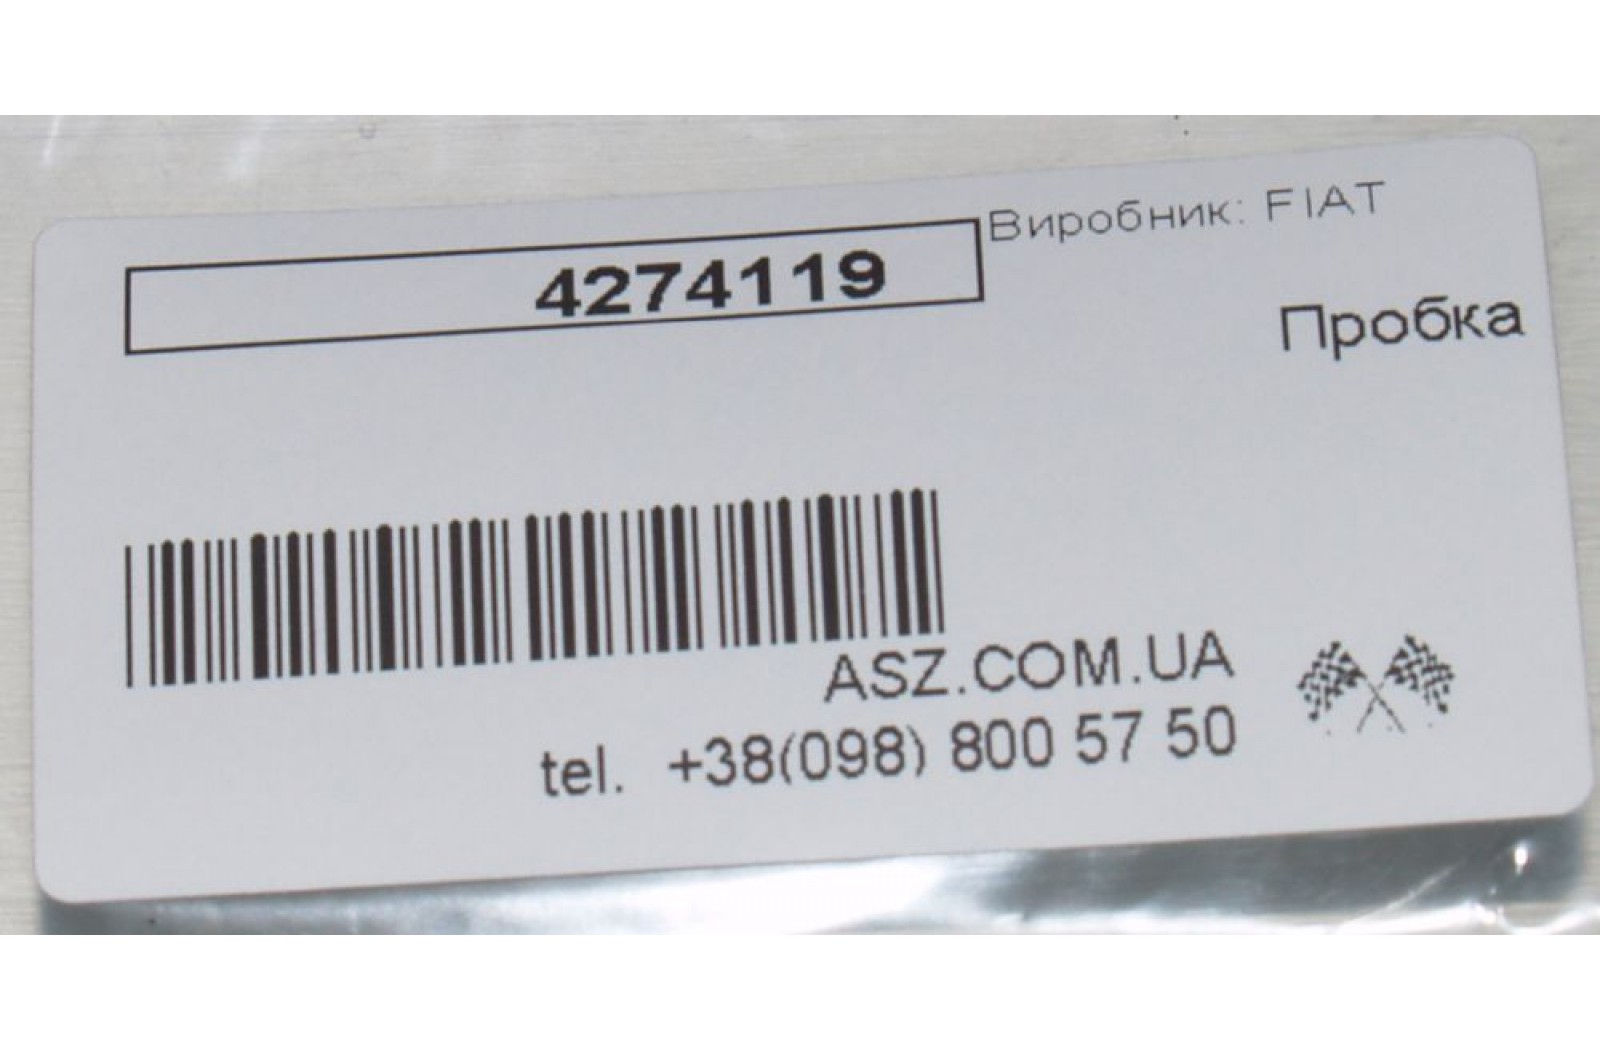 4274119
Виробник: FIAT
Пробка
ASZ.COM.UA
tel. +38(098) 800 57 50